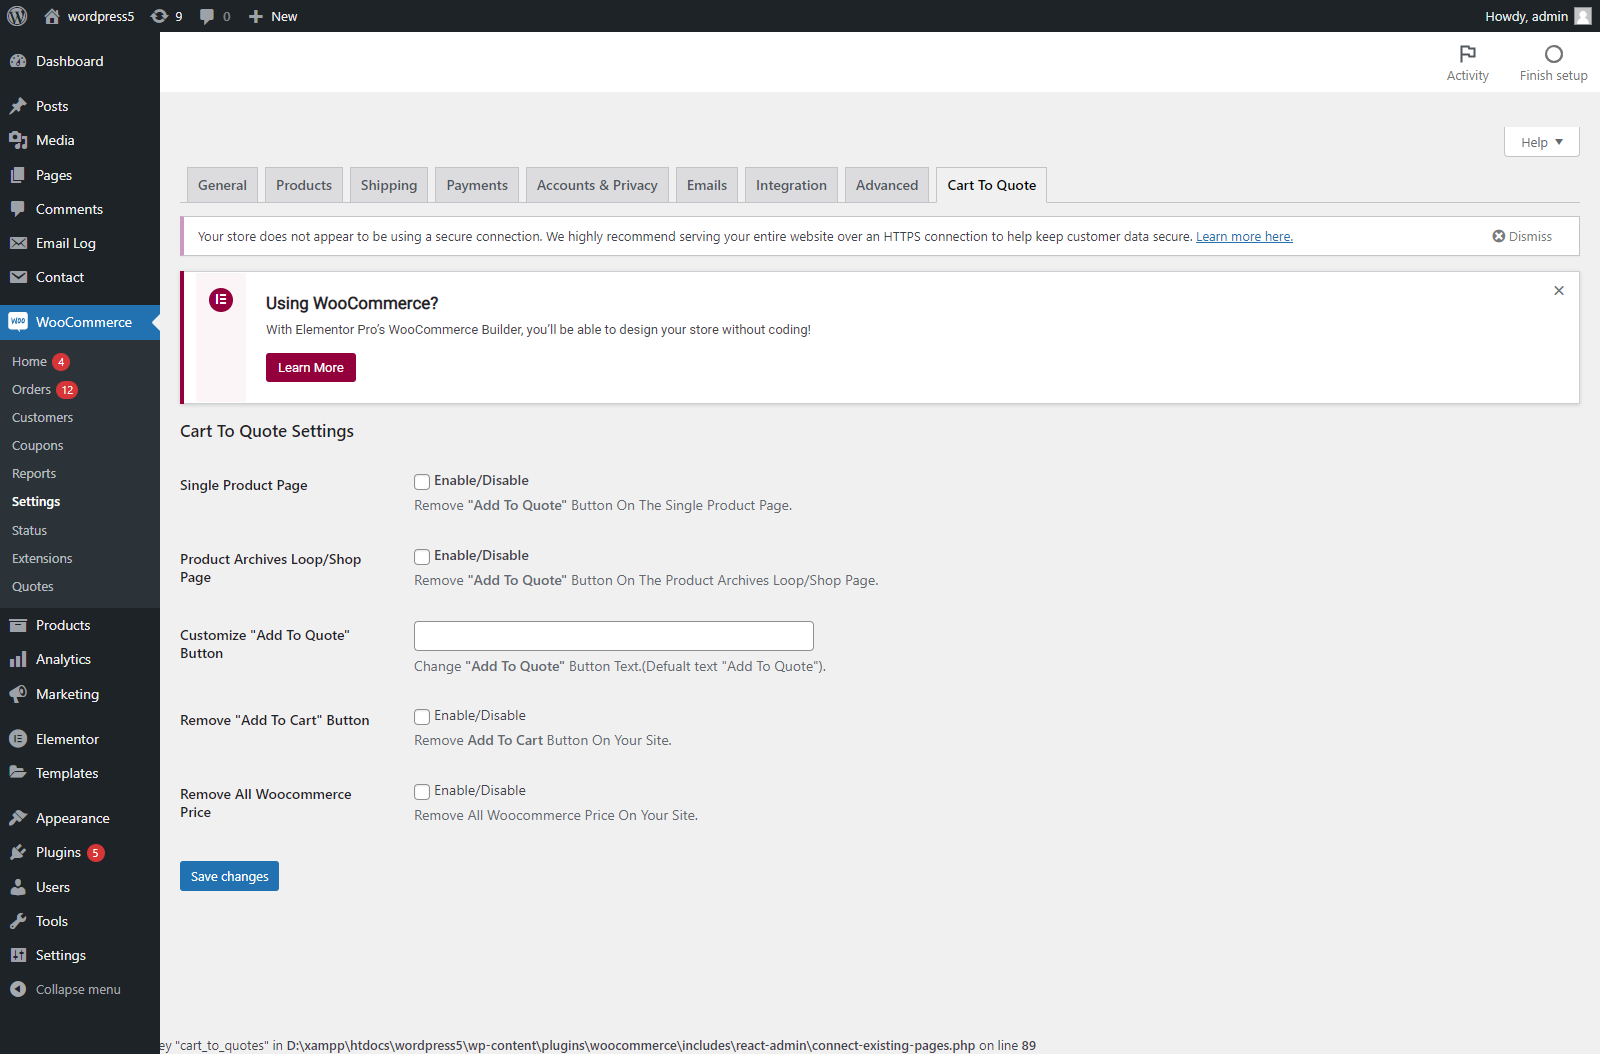 wordpress5 9 0 New Howdy, admin
Dashboard
Posts
Media
Pages
Comments
Email Log
Contact
WooCommerce
Home 4
Orders 12
Customers
Coupons
Reports
Settings
Status
Extensions
Quotes
Products
Analytics
Marketing
Elementor
Templates
Appearance
Plugins 5
Users
Tools
Settings
Collapse menu
Activity Finish setup
Help
General Products Shipping Payments Accounts & Privacy Emails Integration Advanced Cart To Quote
Your store does not appear to be using a secure connection. We highly recommend serving your entire website over an HTTPS connection to help keep customer data secure. Learn more here. Dismiss
Using WooCommerce?
With Elementor Pro's WooCommerce Builder, you'll be able to design your store without coding!
Learn More
Cart To Quote Settings
Single Product Page Enable/Disable
Remove "Add To Quote" Button On The Single Product Page.
Product Archives Loop/Shop Page Enable/Disable
Remove "Add To Quote" Button On The Product Archives Loop/Shop Page.
Customize "Add To Quote" Button
Change "Add To Quote" Button Text.(Defualt text "Add To Quote").
Remove "Add To Cart" Button Enable/Disable
Remove Add To Cart Button On Your Site.
Remove All Woocommerce Price Enable/Disable
Remove All Woocommerce Price On Your Site.
Save changes
ey "cart_to_quotes" in D:\xampp\htdocs\wordpress5\wp-content\plugins\woocommerce\includes\react-admin\connect-existing-pages.php on line 89